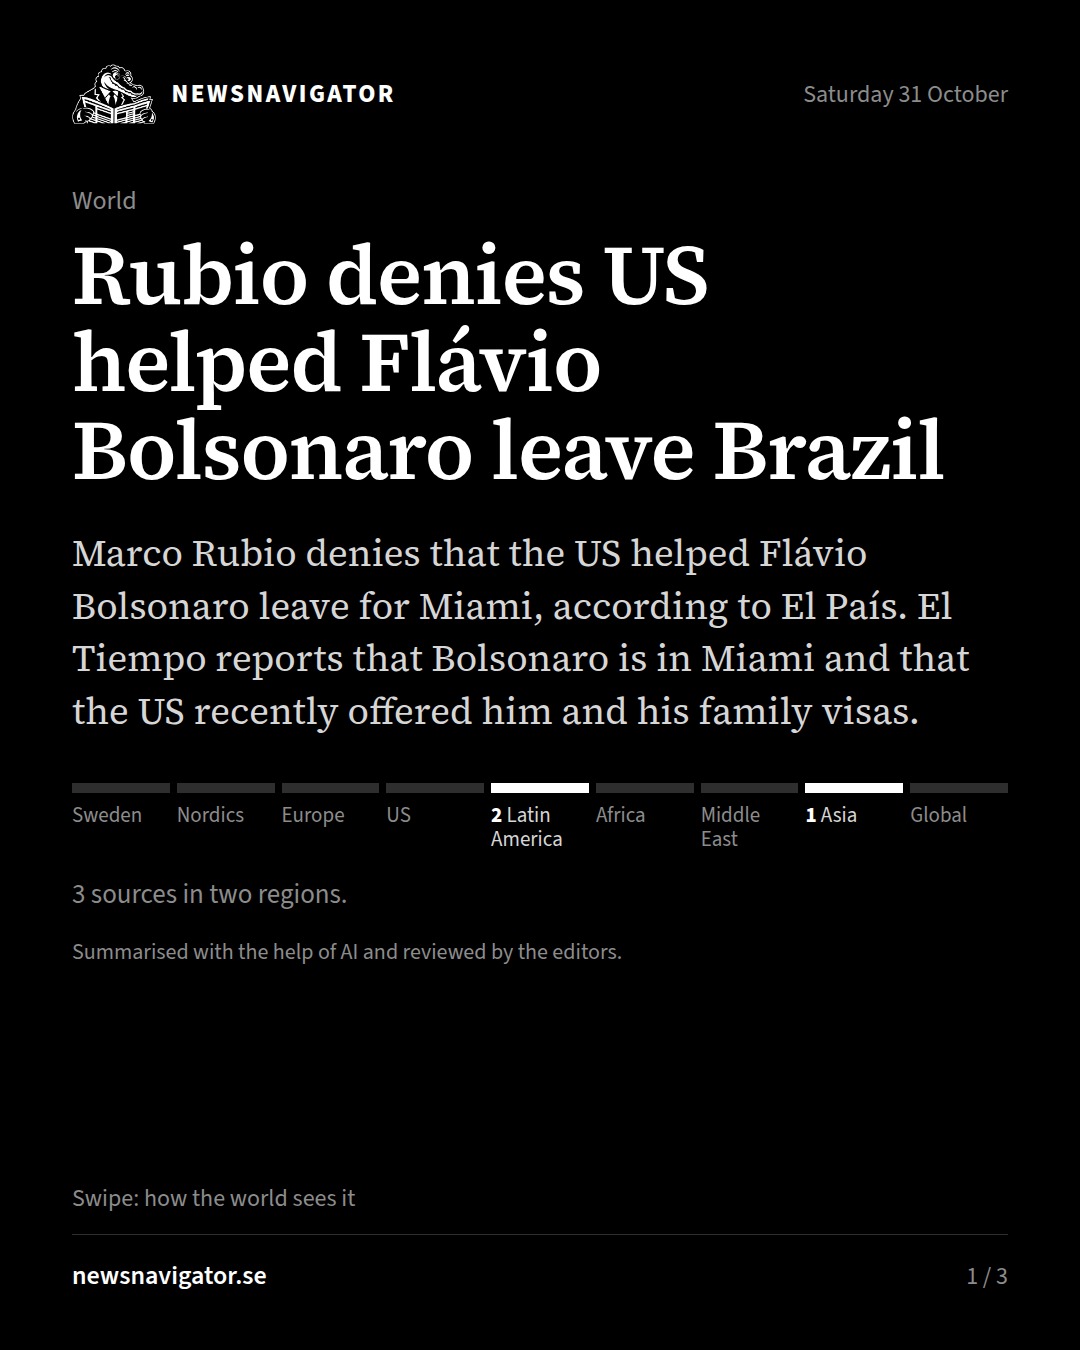 NEWSNAVIGATOR
Saturday 31 October
World
Rubio denies US
helped Flávio
Bolsonaro leave Brazil
Marco Rubio denies that the US helped Flávio
Bolsonaro leave for Miami, according to El País. El
Tiempo reports that Bolsonaro is in Miami and that
the US recently offered him and his family visas.
Sweden
Nordics
Europe
US
2 Latin
America
Africa
Middle
East
1 Asia
Global
3 sources in two regions.
Summarised with the help of AI and reviewed by the editors.
Swipe: how the world sees it
newsnavigator.se
1 / 3